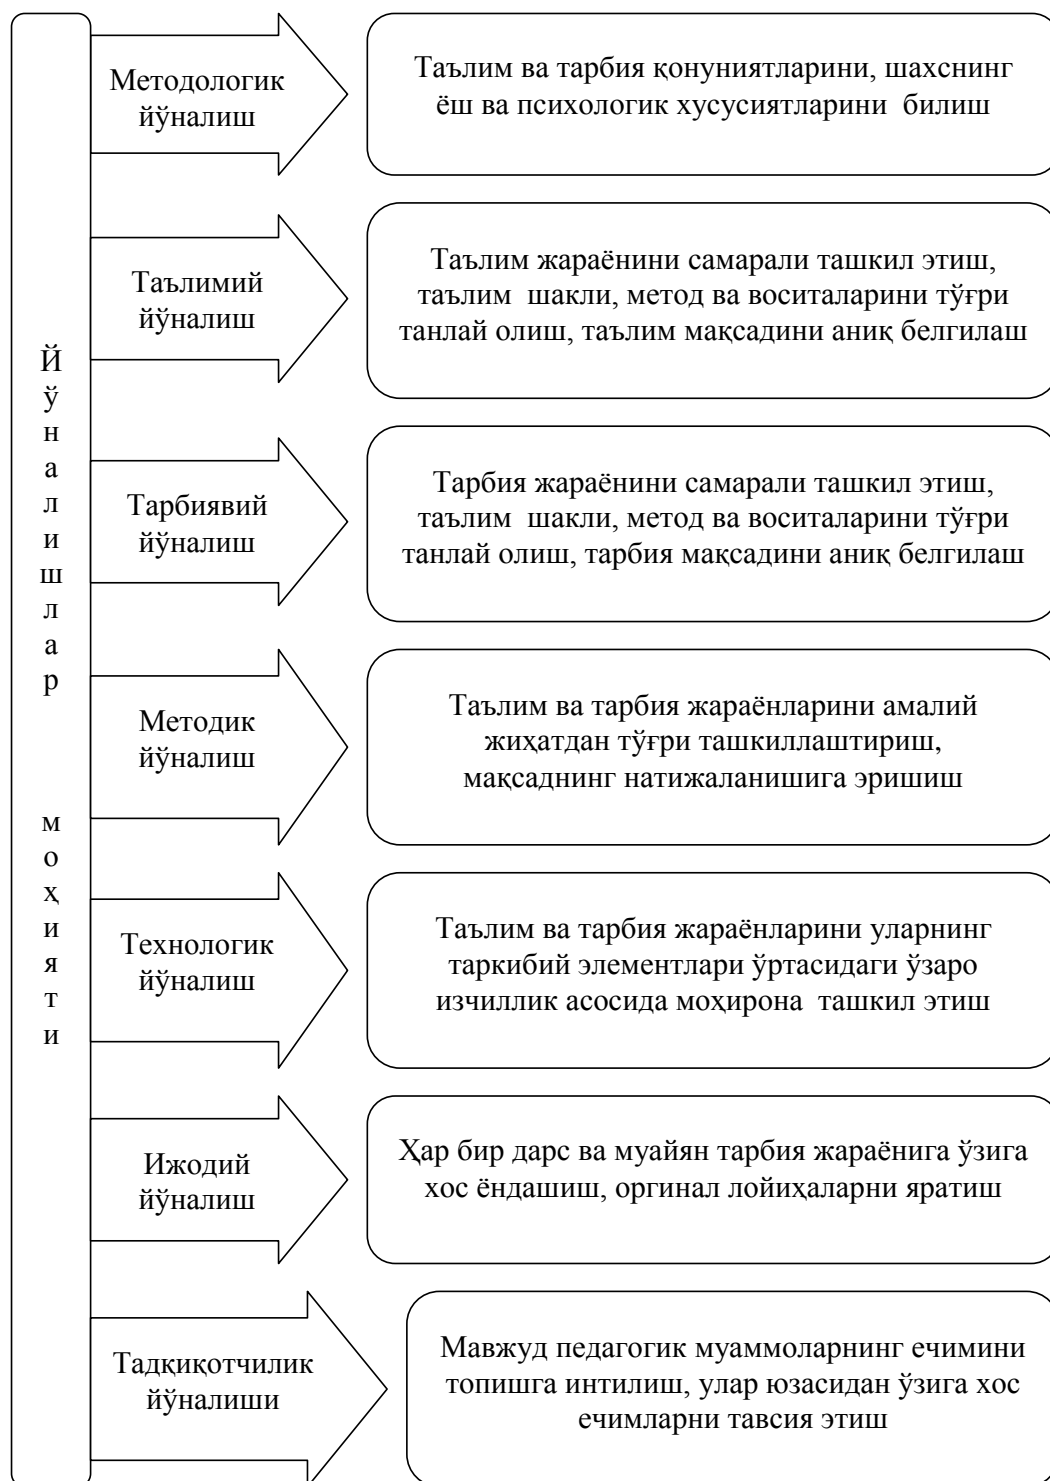 Йўналишлар моҳияти
Методологик
йўналиш
Таълим ва тарбия қонуниятларини, шахснинг
ёш ва психологик хусусиятларини билиш
Таълимий
йўналиш
Таълим жараёнини самарали ташкил этиш,
таълим шакли, метод ва воситаларини тўғри
танлай олиш, таълим мақсадини аниқ белгилаш
Тарбиявий
йўналиш
Тарбия жараёнини самарали ташкил этиш,
таълим шакли, метод ва воситаларини тўғри
танлай олиш, тарбия мақсадини аниқ белгилаш
Методик
йўналиш
Таълим ва тарбия жараёнларини амалий
жиҳатдан тўғри ташкиллаштириш,
мақсаднинг натижаланишига эришиш
Технологик
йўналиш
Таълим ва тарбия жараёнларини уларнинг
таркибий элементлари ўртасидаги ўзаро
изчиллик асосида моҳирона ташкил этиш
Ижодий
йўналиш
Ҳар бир дарс ва муайян тарбия жараёнига ўзига
хос ёндашиш, оргинал лойиҳаларни яратиш
Тадқиқотчилик
йўналиши
Мавжуд педагогик муаммоларнинг ечимини
топишга интилиш, улар юзасидан ўзига хос
ечимларни тавсия этиш